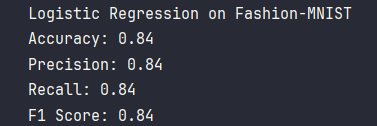 Logistic Regression on Fashion-MNIST
Accuracy: 0.84
Precision: 0.84
Recall: 0.84
F1 Score: 0.84